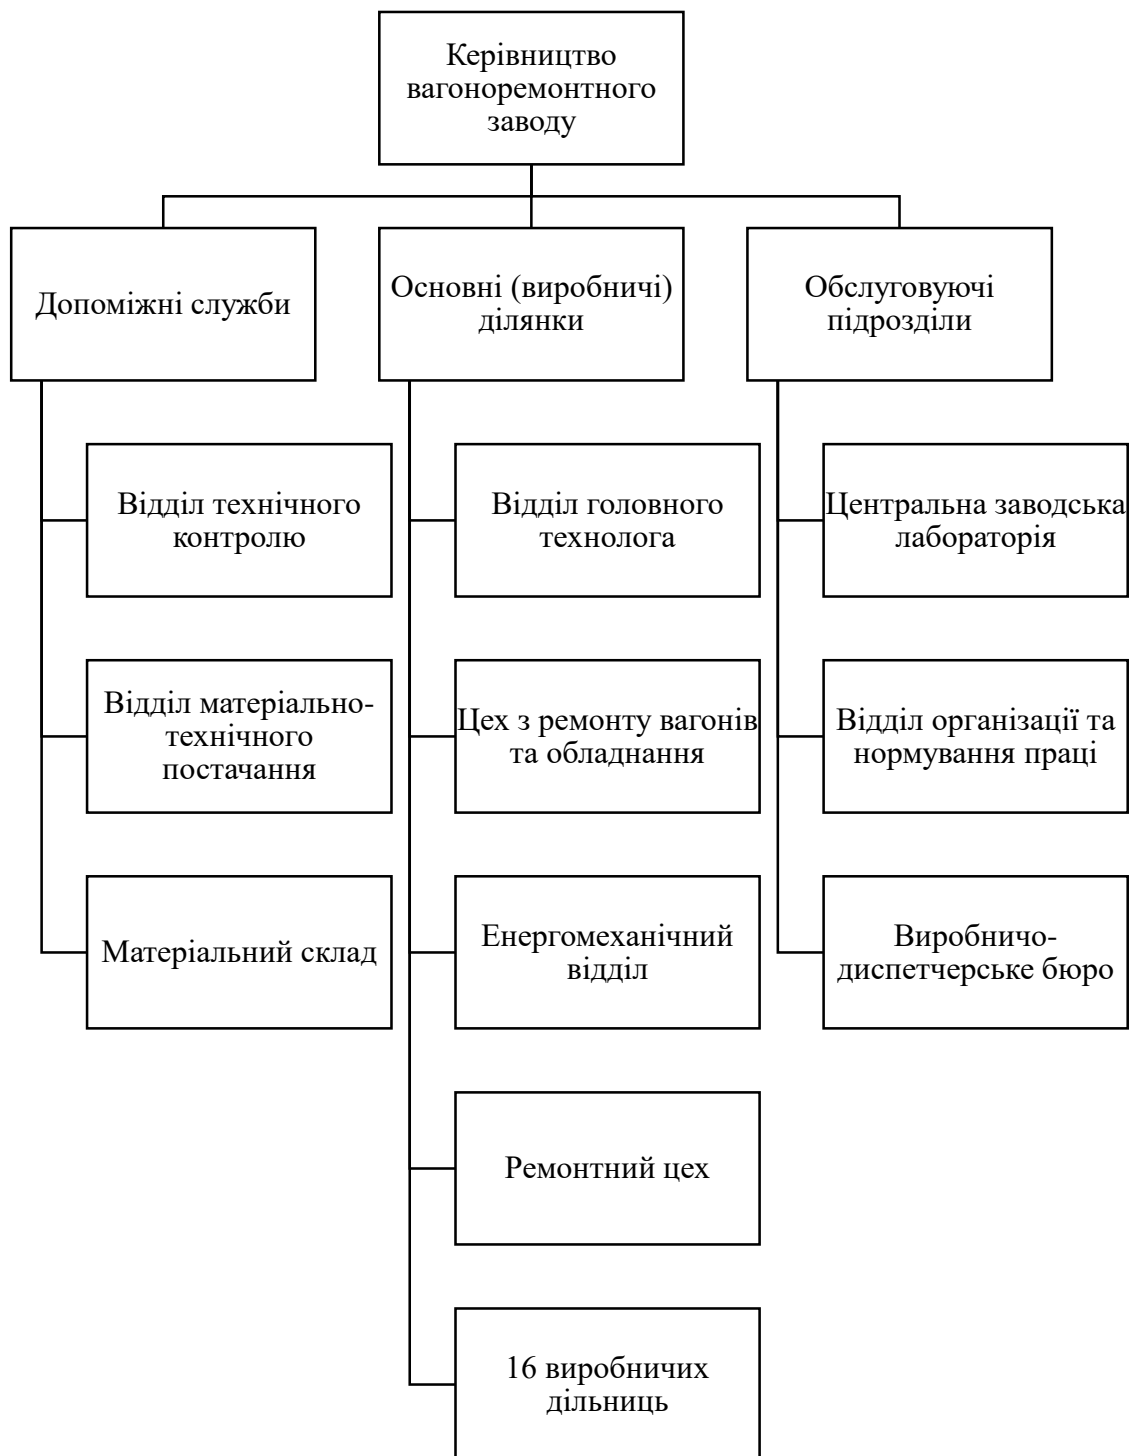 Керівництво
вагоноремонтного
заводу
Допоміжні служби
Основні (виробничі)
ділянки
Обслуговуючі
підрозділи
Відділ технічного
контролю
Відділ головного
технолога
Центральна заводська
лабораторія
Відділ матеріально-
технічного
постачання
Цех з ремонту вагонів
та обладнання
Відділ організації та
нормування праці
Матеріальний склад
Енергомеханічний
відділ
Виробничо-
диспетчерське бюро
Ремонтний цех
16 виробничих
дільниць